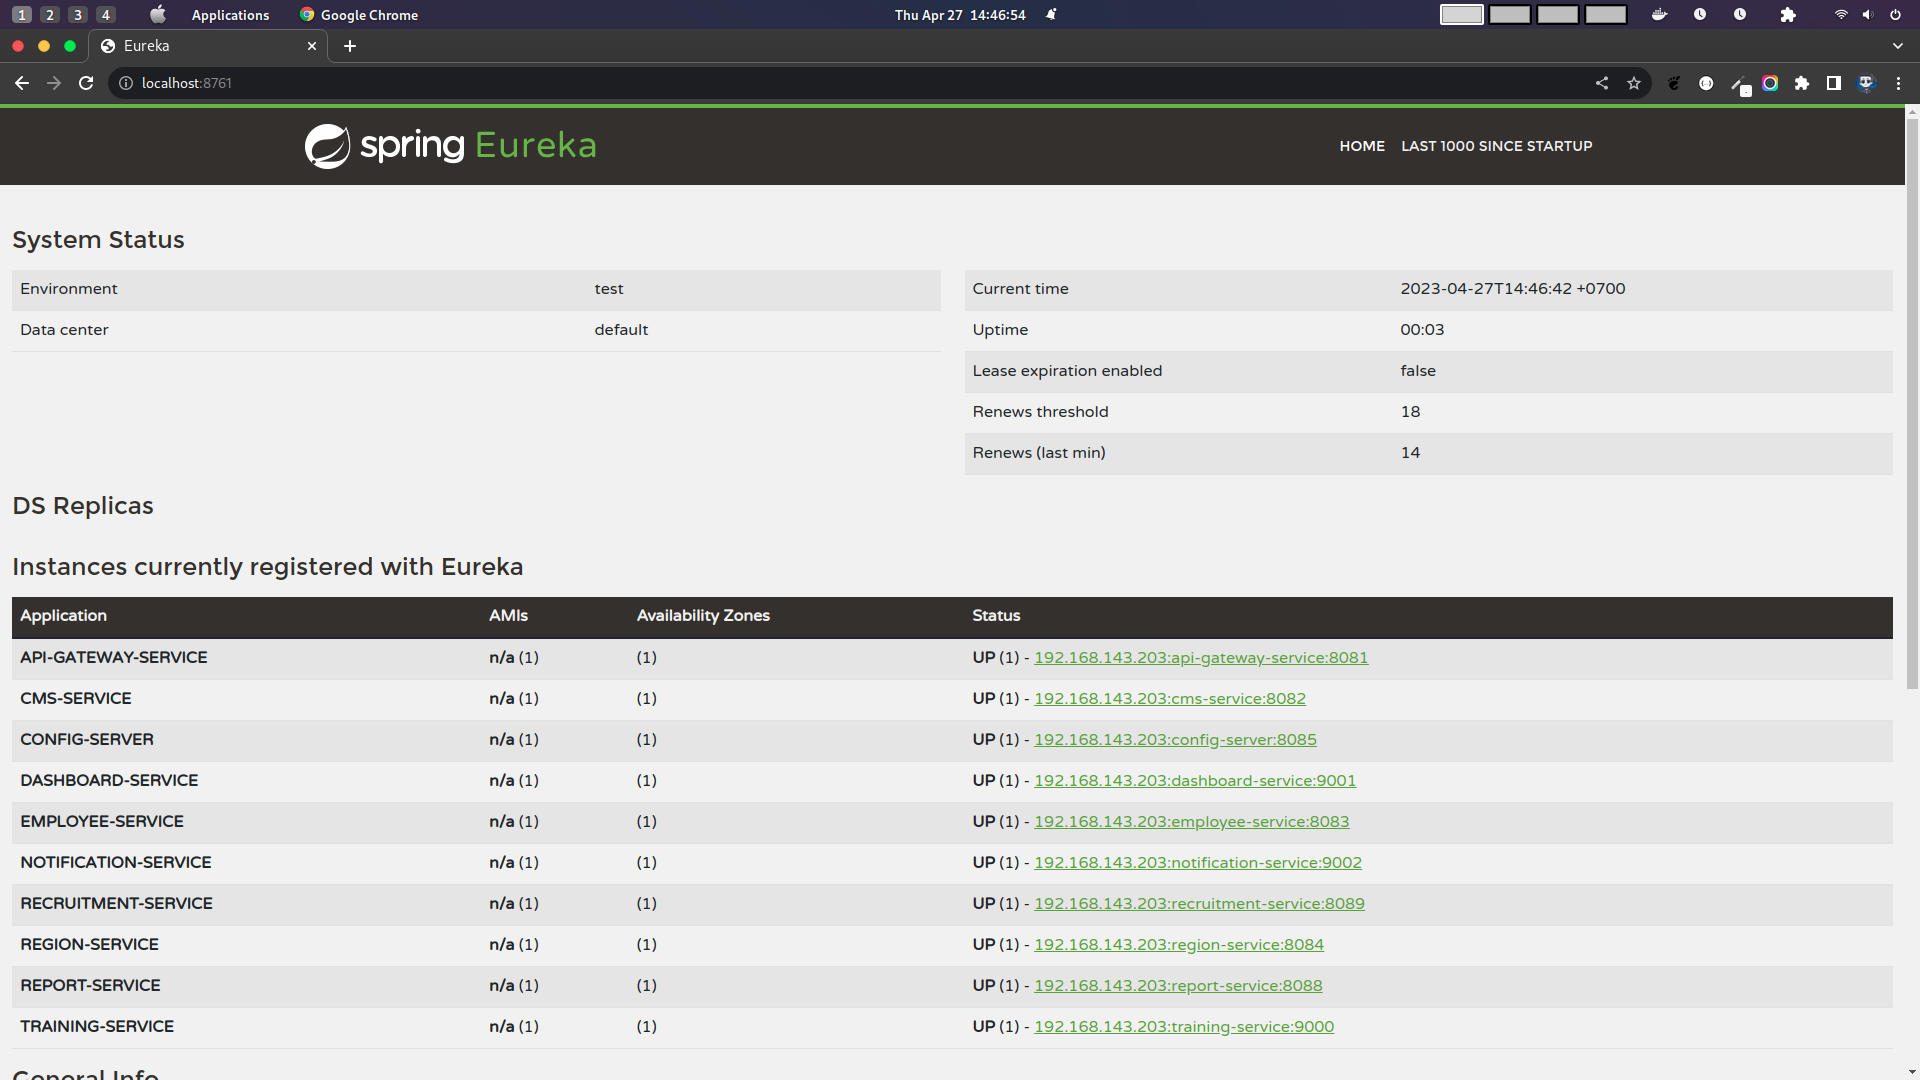 1 2 3 4 Applications Google Chrome Thu Apr 27 14:46:54
Eureka
localhost:8761
spring Eureka HOME LAST 1000 SINCE STARTUP
System Status
Environment test
Data center default
Current time 2023-04-27T14:46:42 +0700
Uptime 00:03
Lease expiration enabled false
Renews threshold 18
Renews (last min) 14
DS Replicas
Instances currently registered with Eureka
Application AMIs Availability Zones Status
API-GATEWAY-SERVICE n/a (1) (1) UP (1) - 192.168.143.203:api-gateway-service:8081
CMS-SERVICE n/a (1) (1) UP (1) - 192.168.143.203:cms-service:8082
CONFIG-SERVER n/a (1) (1) UP (1) - 192.168.143.203:config-server:8085
DASHBOARD-SERVICE n/a (1) (1) UP (1) - 192.168.143.203:dashboard-service:9001
EMPLOYEE-SERVICE n/a (1) (1) UP (1) - 192.168.143.203:employee-service:8083
NOTIFICATION-SERVICE n/a (1) (1) UP (1) - 192.168.143.203:notification-service:9002
RECRUITMENT-SERVICE n/a (1) (1) UP (1) - 192.168.143.203:recruitment-service:8089
REGION-SERVICE n/a (1) (1) UP (1) - 192.168.143.203:region-service:8084
REPORT-SERVICE n/a (1) (1) UP (1) - 192.168.143.203:report-service:8088
TRAINING-SERVICE n/a (1) (1) UP (1) - 192.168.143.203:training-service:9000
General Info